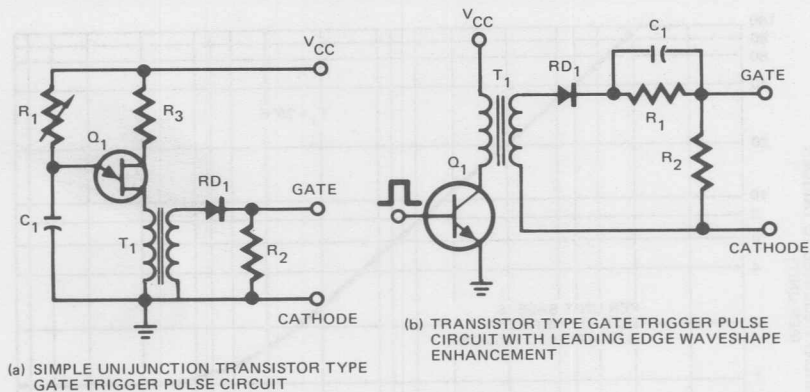 VCC
R1
R3
Q1
RD1
GATE
C1
T1
R2
CATHODE
(a) SIMPLE UNIJUNCTION TRANSISTOR TYPE
GATE TRIGGER PULSE CIRCUIT
VCC
C1
T1
RD1
GATE
R1
Q1
R2
CATHODE
(b) TRANSISTOR TYPE GATE TRIGGER PULSE
CIRCUIT WITH LEADING EDGE WAVESHAPE
ENHANCEMENT